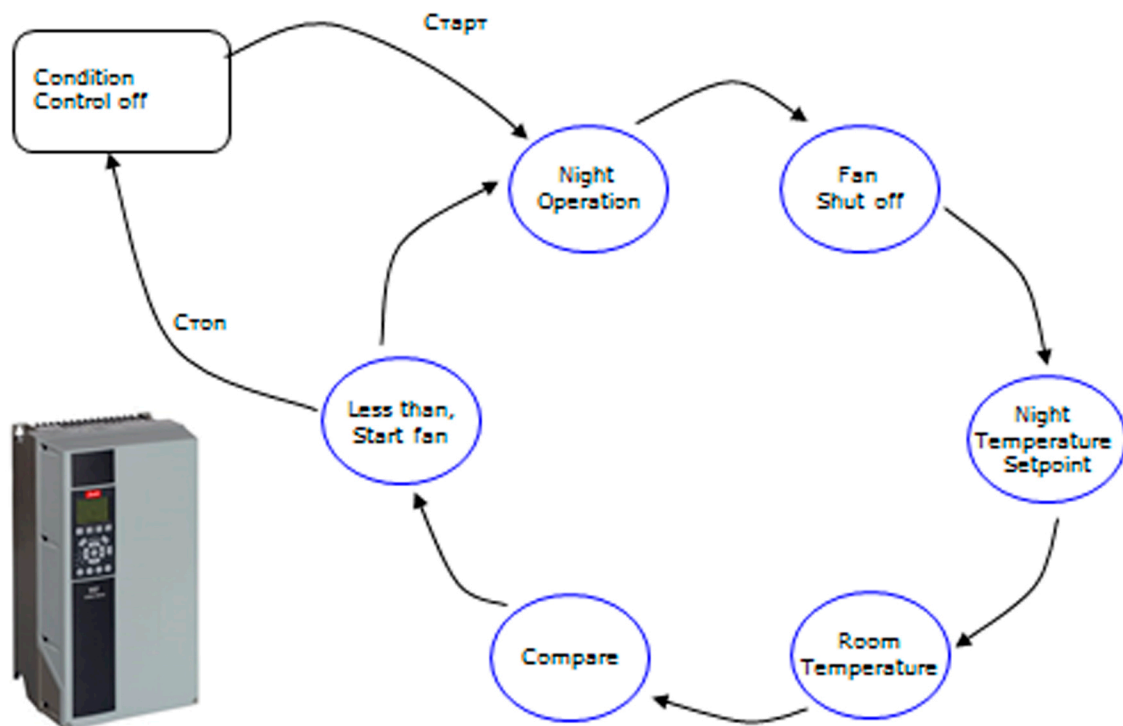 Старт
Condition
Control off
Night
Operation
Fan
Shut off
Стоп
Less than,
Start fan
Night
Temperature
Setpoint
Compare
Room
Temperature